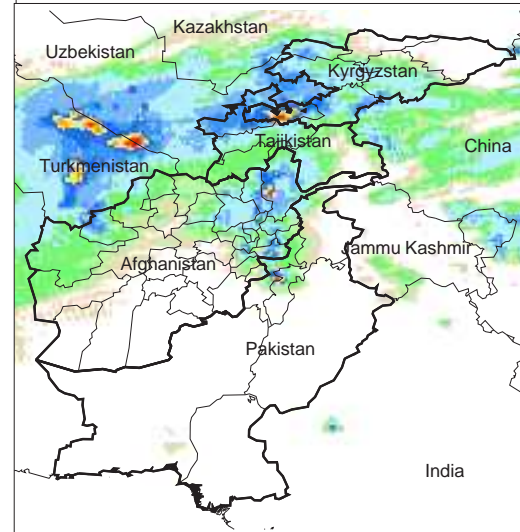 Kazakhstan
Uzbekistan
Kyrgyzstan
Tajikistan
China
Turkmenistan
Jammu Kashmir
Afghanistan
Pakistan
India